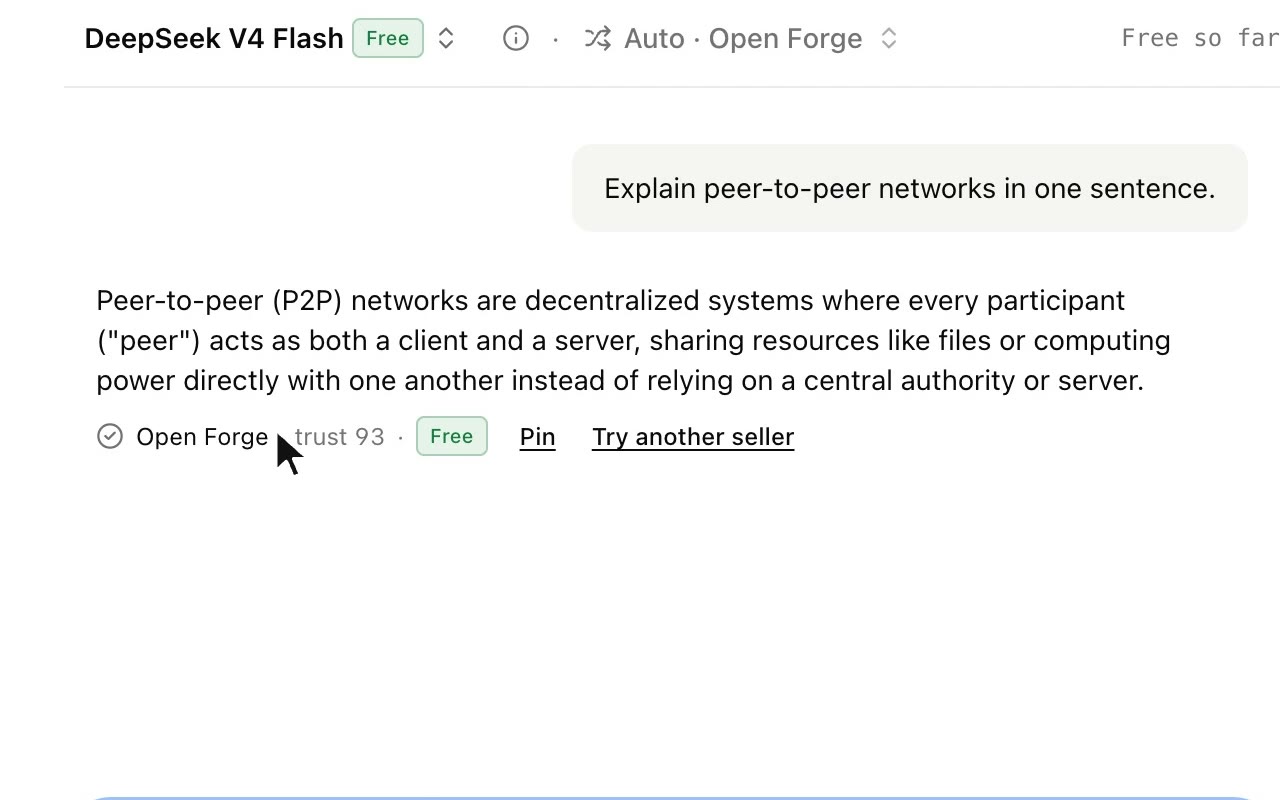 DeepSeek V4 Flash Free · Auto · Open Forge Free so far
Explain peer-to-peer networks in one sentence.
Peer-to-peer (P2P) networks are decentralized systems where every participant
("peer") acts as both a client and a server, sharing resources like files or computing
power directly with one another instead of relying on a central authority or server.
Open Forge trust 93 · Free Pin Try another seller